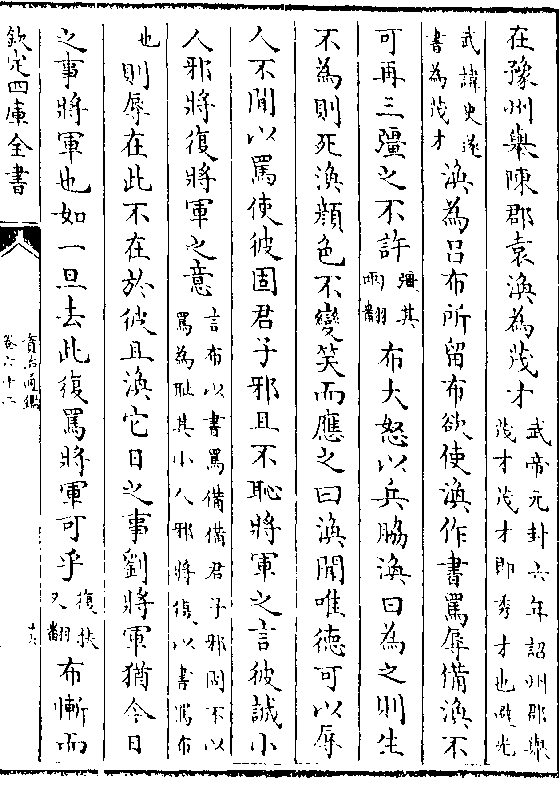 在豫州舉陳郡袁渙為茂才武帝元封六年詔州郡舉茂才茂才即秀才也避光
武諱史遂書為茂才渙為吕布所留布欲使渙作書罵辱備渙不
可再三彊之不許彊其兩翻布大怒以兵脇渙曰為之則生
不為則死渙顔色不變笑而應之曰渙聞唯徳可以辱
人不聞以罵使彼固君子邪且不恥將軍之言彼誠小
人邪將復將軍之意言布以書罵備備君子邪固不以罵為耻其小人邪將復以書罵布
也則辱在此不在於彼且渙它日之事劉將軍猶今日
之事將軍也如一旦去此復罵將軍可乎復扶又翻布慚而
欽定四庫全書
資治通鑑
卷六十二
十六